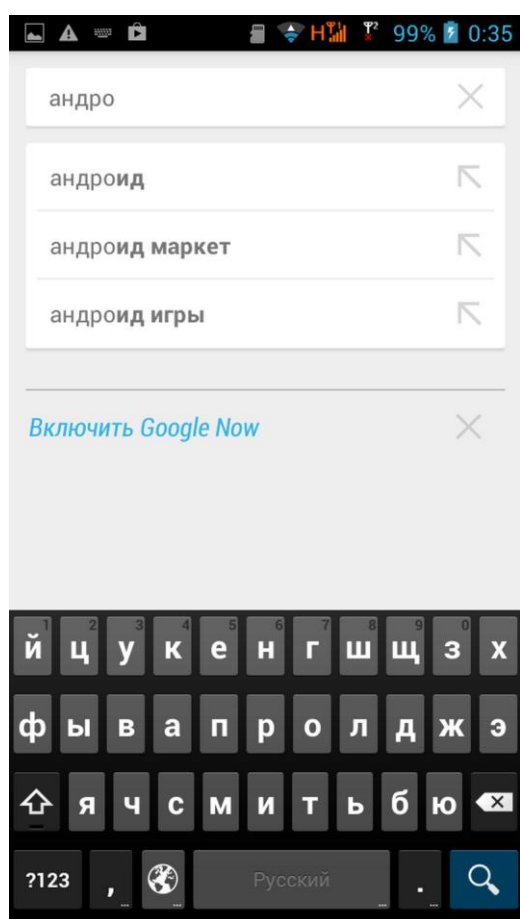 H 99% 0:35
андро
андроид
андроид маркет
андроид игры
Включить Google Now
1 2 3 4 5 6 7 8 9 0
й ц у к е н г ш щ з х
ф ы в а п р о л д ж э
я ч с м и т ь б ю
?123 , Русский .